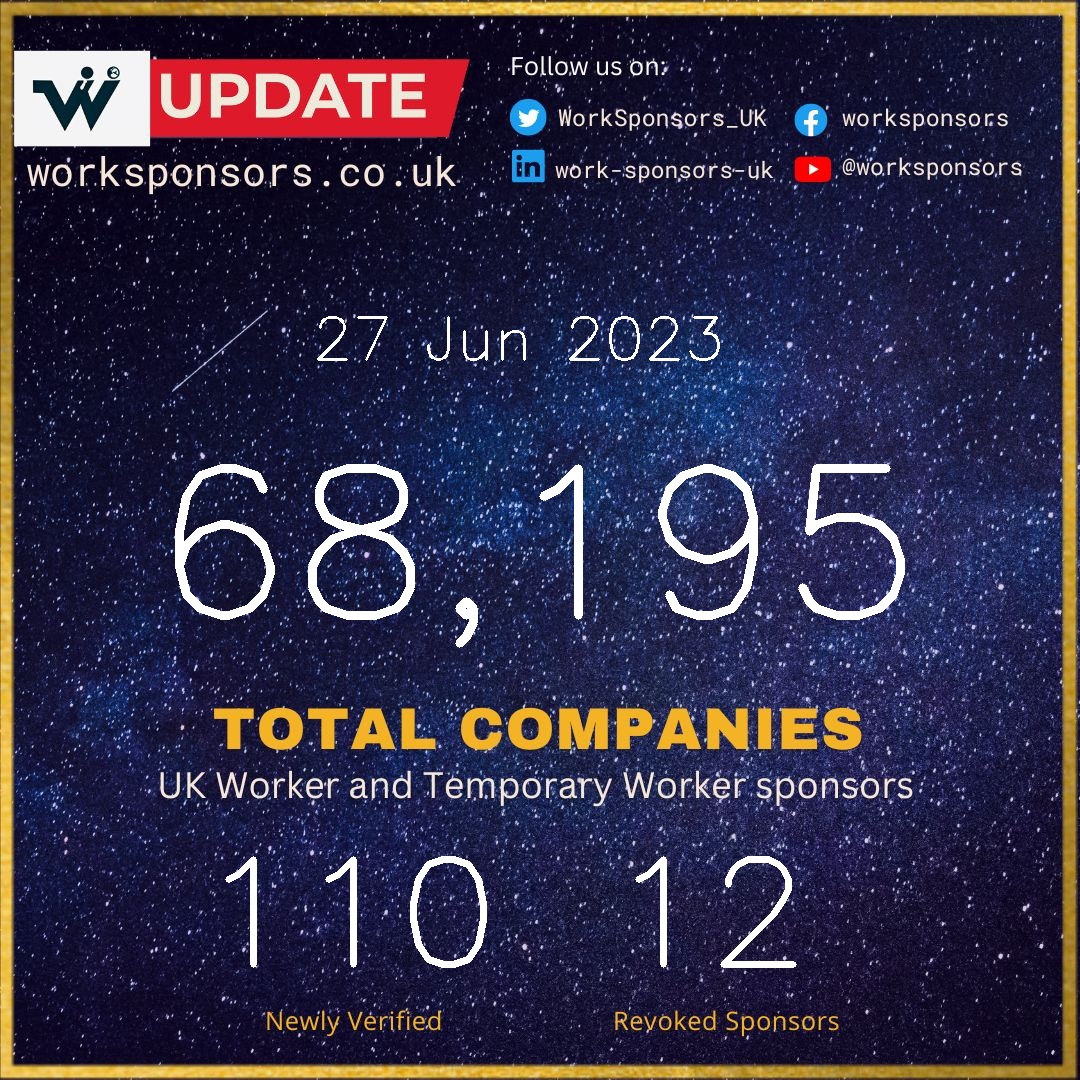 UPDATE
worksponsors.co.uk
Follow us on:
WorkSponsors_UK
worksponsors
work-sponsors-uk
@worksponsors
27 Jun 2023
68,195
TOTAL COMPANIES
UK Worker and Temporary Worker sponsors
110 12
Newly Verified Revoked Sponsors